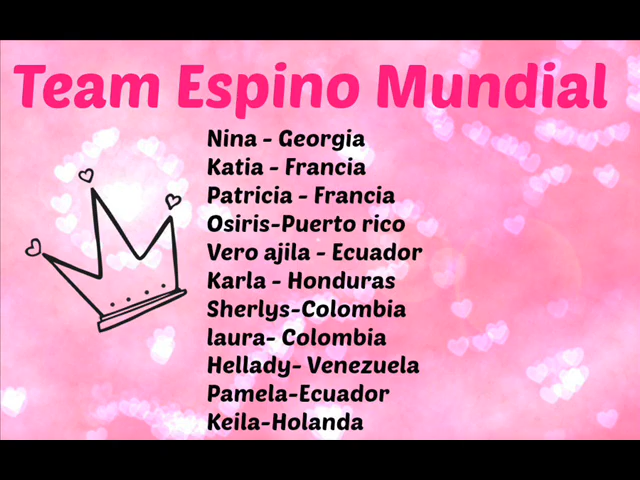 Team Espino Mundial
Nina - Georgia
Katia - Francia
Patricia - Francia
Osiris-Puerto rico
Vero ajila - Ecuador
Karla - Honduras
Sherlys-Colombia
laura- Colombia
Hellady- Venezuela
Pamela-Ecuador
Keila-Holanda